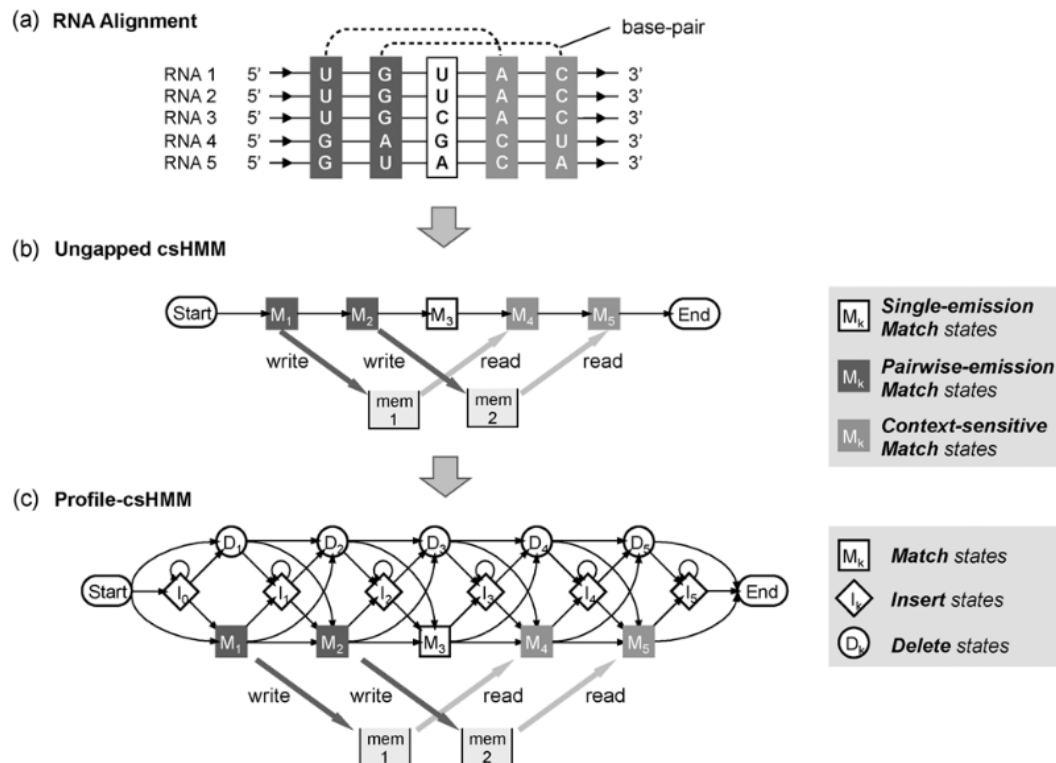 (a) RNA Alignment
base-pair
RNA 1 5’ U G U A C 3’
RNA 2 5’ U G U A C 3’
RNA 3 5’ U G C A C 3’
RNA 4 5’ G A G C U 3’
RNA 5 5’ G U A C A 3’
(b) Ungapped csHMM
Start M1 M2 M3 M4 M5 End
write write read read
mem 1 mem 2
Mk Single-emission
Match states
Mk Pairwise-emission
Match states
Mk Context-sensitive
Match states
(c) Profile-csHMM
D1 D2 D3 D4 D5
Start I0 I1 I2 I3 I4 I5 End
M1 M2 M3 M4 M5
write write read read
mem 1 mem 2
Mk Match states
Ik Insert states
Dk Delete states